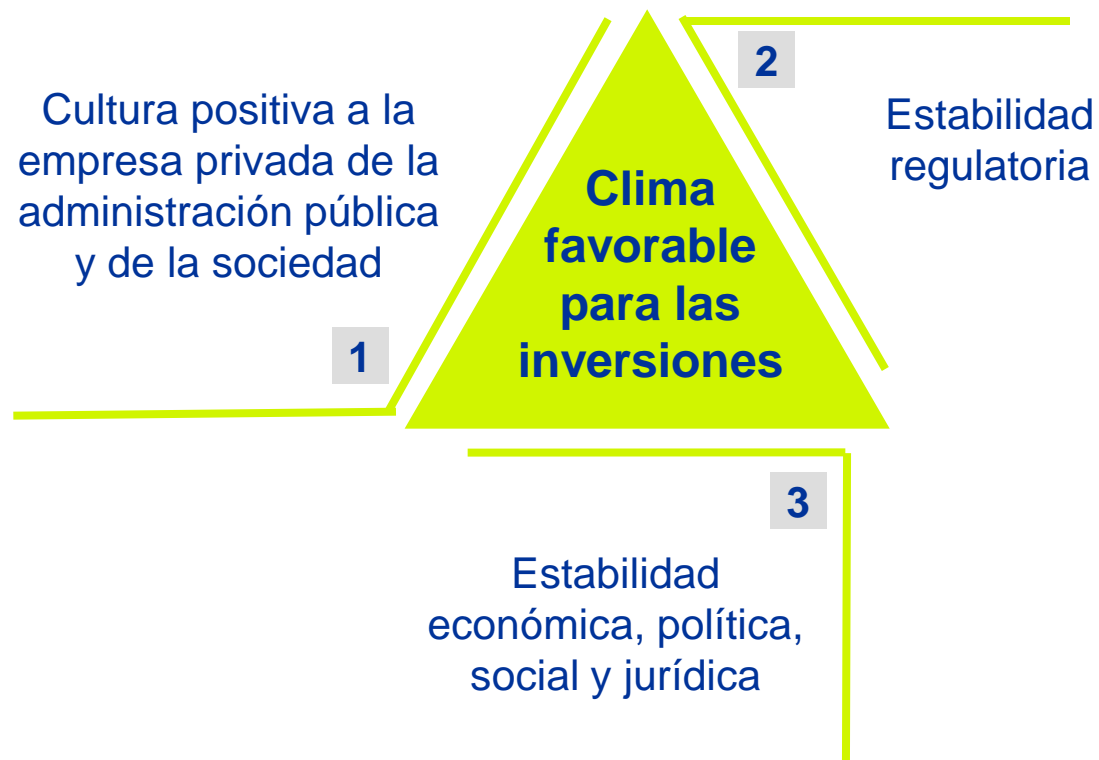 Cultura positiva a la
empresa privada de la
administración pública
y de la sociedad
1
Clima
favorable
para las
inversiones
2
Estabilidad
regulatoria
3
Estabilidad
económica, política,
social y jurídica